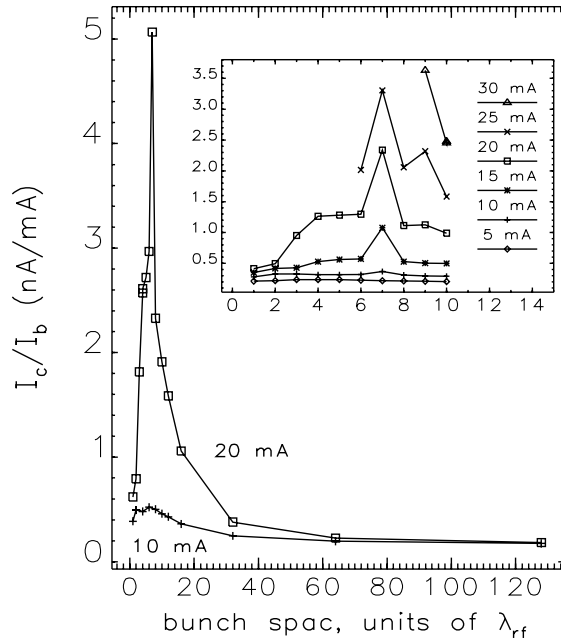 I_c/I_b (nA/mA)
5
4
3
2
1
0
3.5
3.0
2.5
2.0
1.5
1.0
0.5
0 2 4 6 8 10 12 14
30 mA
25 mA
20 mA
15 mA
10 mA
5 mA
20 mA
10 mA
0 20 40 60 80 100 120
bunch spac, units of λ_rf